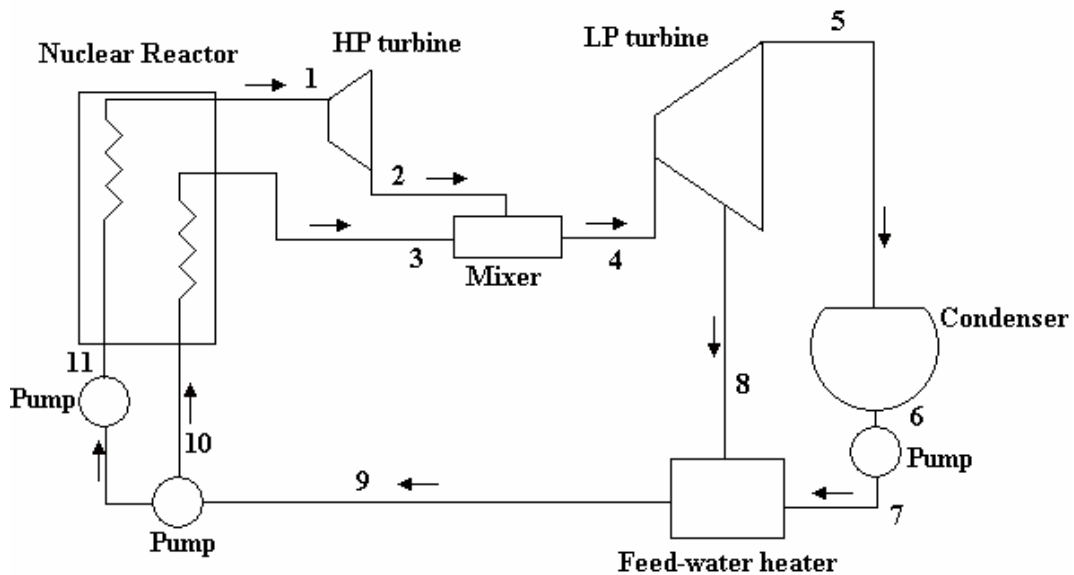 5
HP turbine
LP turbine
Nuclear Reactor
1
2
3
4
Mixer
Condenser
11
8
Pump
6
10
Pump
9
7
Pump
Feed-water heater